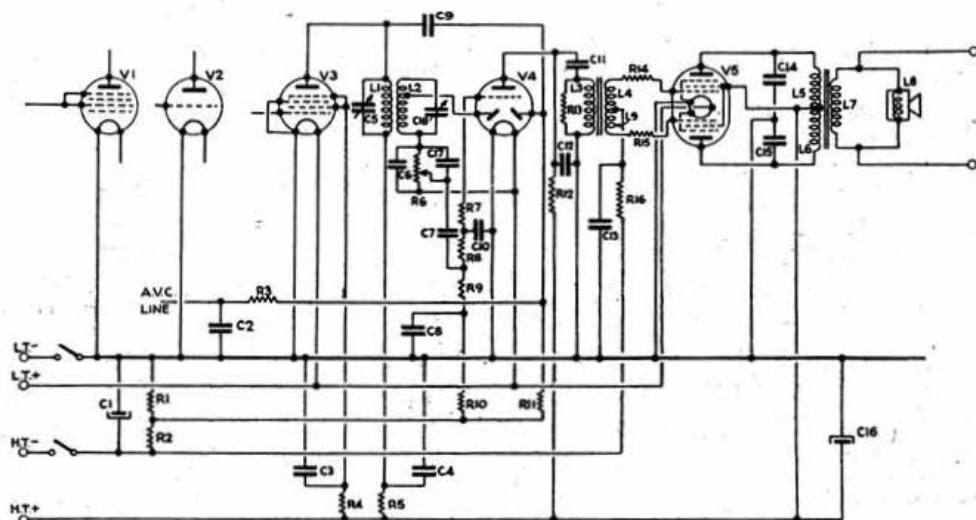 C9
V1
V2
V3
V4
V5
C11
R14
C14
L1
L2
C5
C18
L3
R13
L4
L9
R15
L5
L7
L8
C15
L6
C6
C17
R6
C12
R12
R16
R7
C7
C10
R8
C13
A.V.C.
LINE
R3
R9
C2
C8
L.T.-
L.T.+
C1
R1
R10
R11
R2
H.T.-
C16
C3
C4
R4
R5
H.T.+